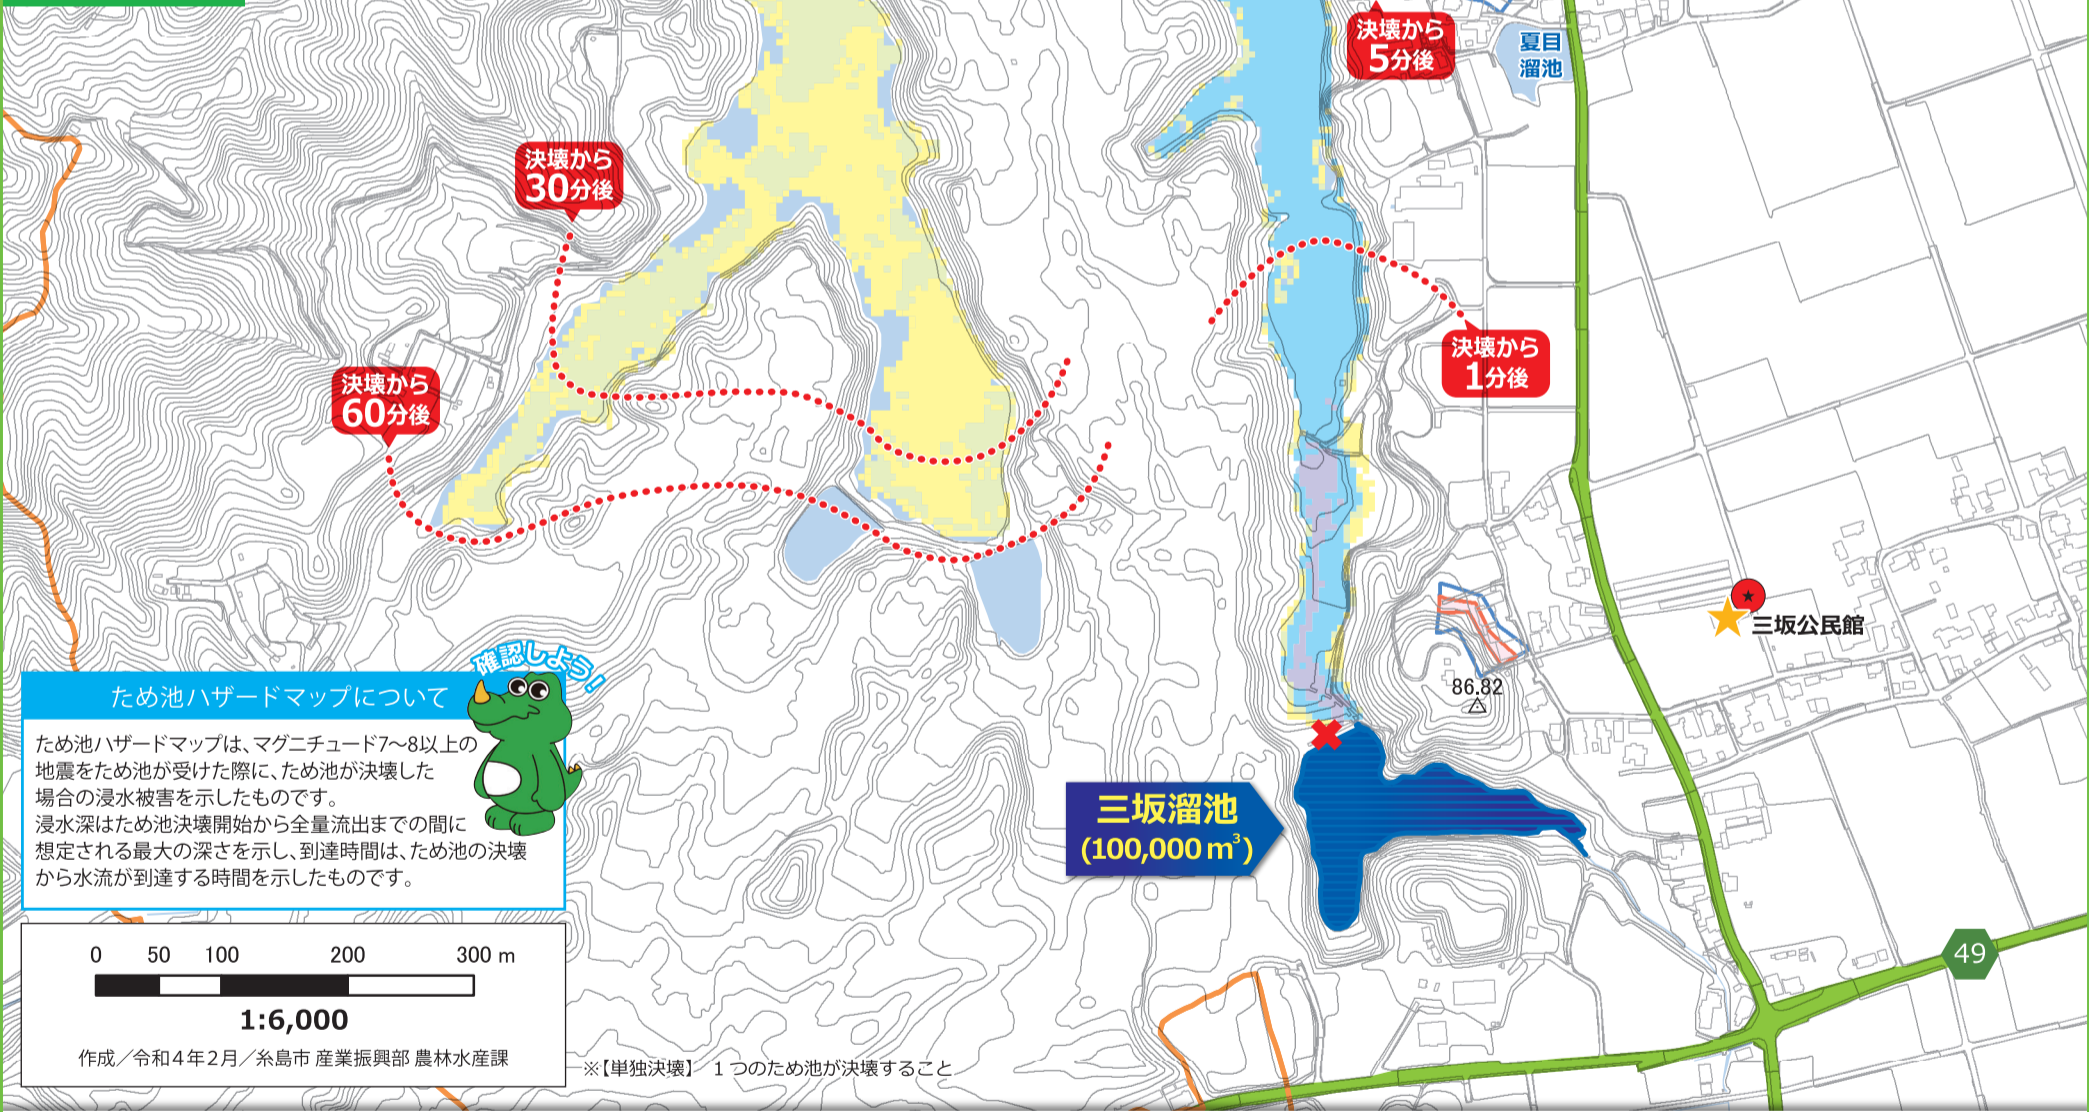 決壊から
5分後
夏目
溜池
決壊から
30分後
決壊から
1分後
決壊から
60分後
三坂公民館
86.82
確認しよう!
ため池ハザードマップについて
ため池ハザードマップは、マグニチュード7～8以上の
地震をため池が受けた際に、ため池が決壊した
場合の浸水被害を示したものです。
浸水深はため池決壊開始から全量流出までの間に
想定される最大の深さを示し、到達時間は、ため池の決壊
から水流が到達する時間を示したものです。
三坂溜池
(100,000㎥)
49
0 50 100 200 300 m
1:6,000
作成／令和4年2月／糸島市 産業振興部 農林水産課
※【単独決壊】 1つのため池が決壊すること